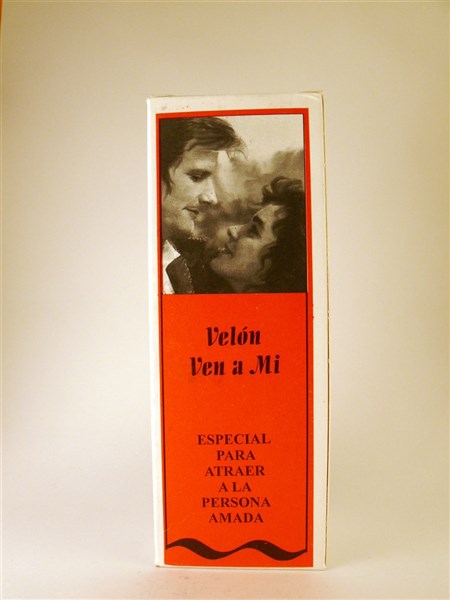 Velón
Ven a Mi
ESPECIAL
PARA
ATRAER
A LA
PERSONA
AMADA